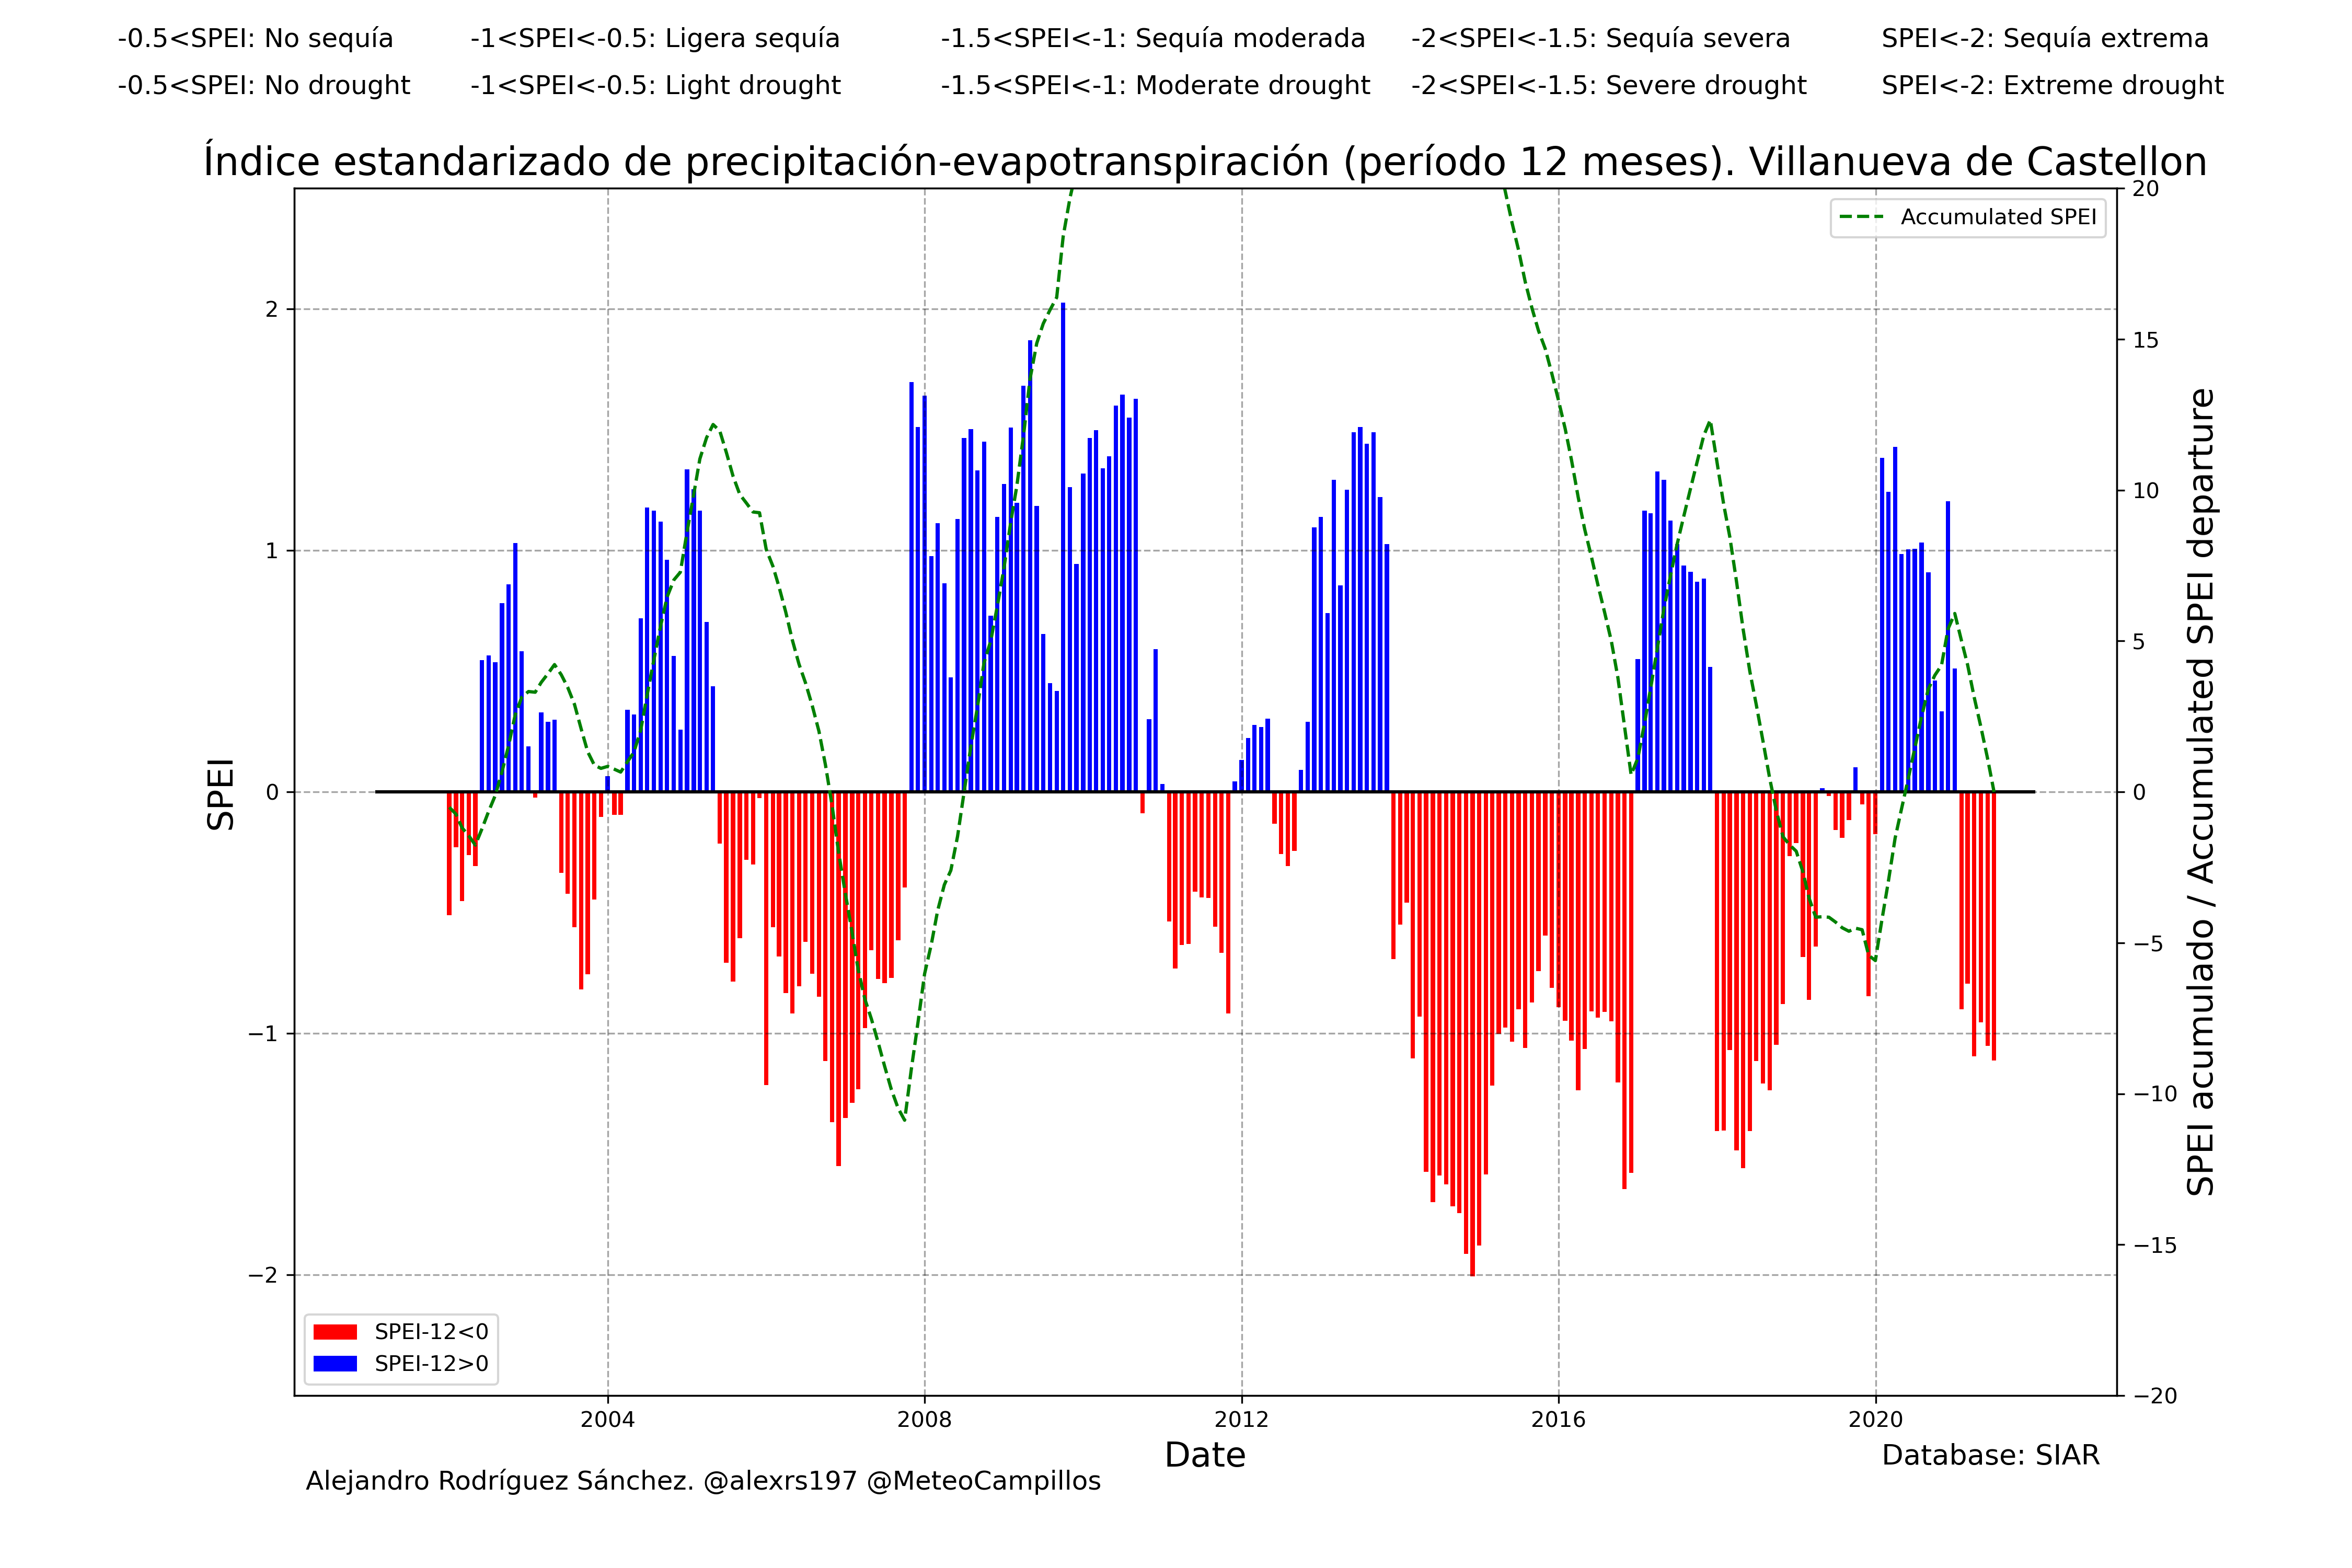 -0.5<SPEI: No sequía -1<SPEI<-0.5: Ligera sequía -1.5<SPEI<-1: Sequía moderada -2<SPEI<-1.5: Sequía severa SPEI<-2: Sequía extrema
-0.5<SPEI: No drought -1<SPEI<-0.5: Light drought -1.5<SPEI<-1: Moderate drought -2<SPEI<-1.5: Severe drought SPEI<-2: Extreme drought
Índice estandarizado de precipitación-evapotranspiración (período 12 meses). Villanueva de Castellon
Accumulated SPEI
2
1
0
−1
−2
SPEI
20
15
10
5
0
−5
−10
−15
−20
SPEI acumulado / Accumulated SPEI departure
SPEI-12<0
SPEI-12>0
2004 2008 2012 2016 2020
Date
Database: SIAR
Alejandro Rodríguez Sánchez. @alexrs197 @MeteoCampillos